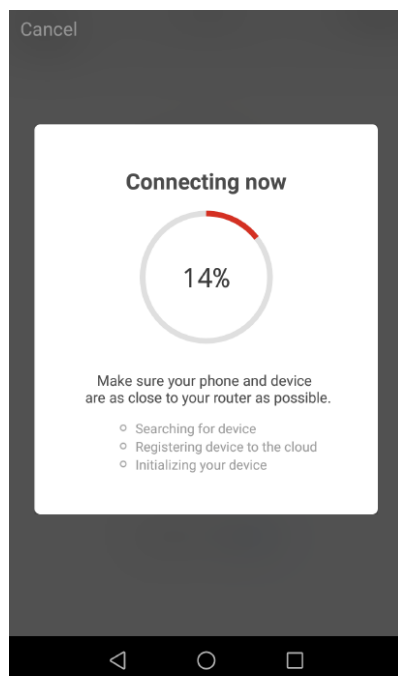 Cancel
Connecting now
14%
Make sure your phone and device
are as close to your router as possible.
Searching for device
Registering device to the cloud
Initializing your device